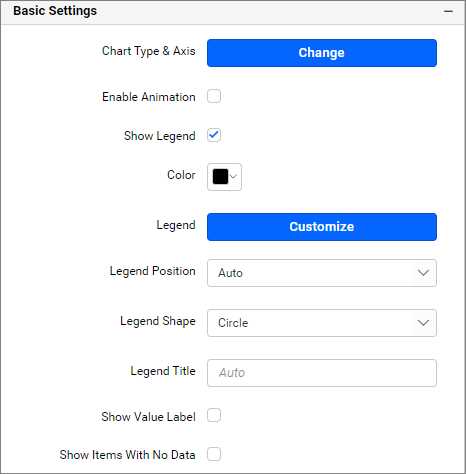 Basic Settings
Chart Type & Axis Change
Enable Animation
Show Legend
Color
Legend Customize
Legend Position Auto
Legend Shape Circle
Legend Title Auto
Show Value Label
Show Items With No Data